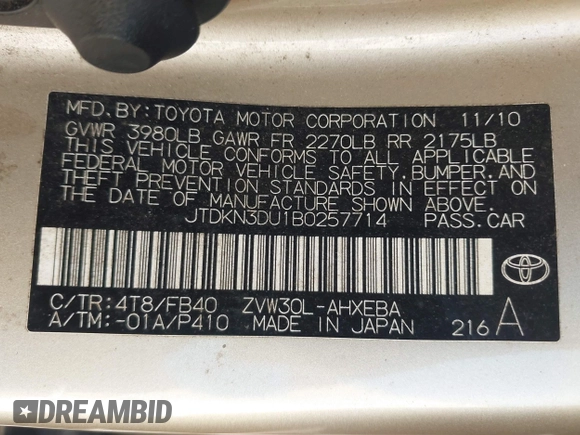 MFD. BY: TOYOTA MOTOR CORPORATION 11/10
GVWR 3980LB GAWR FR 2270LB RR 2175LB
THIS VEHICLE CONFORMS TO ALL APPLICABLE
FEDERAL MOTOR VEHICLE SAFETY, BUMPER, AND
THEFT PREVENTION STANDARDS IN EFFECT ON
THE DATE OF MANUFACTURE SHOWN ABOVE.
JTDKN3DU1B0257714 PASS. CAR
TOYOTA
C/TR: 4T8/FB40 ZVW30L-AHXEBA
A/TM: -01A/P410 MADE IN JAPAN 216 A
DREAMBID